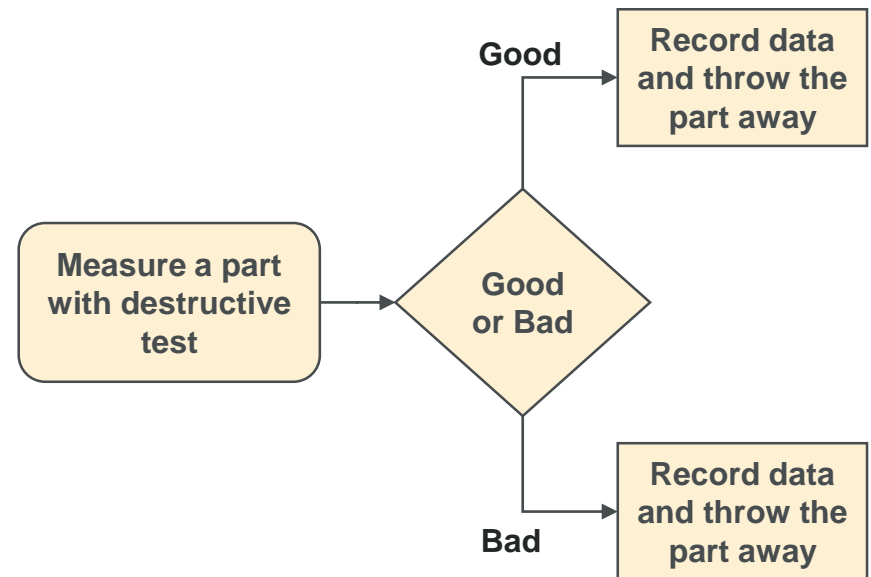 Measure a part
with destructive
test
Good
or Bad
Good
Record data
and throw the
part away
Bad
Record data
and throw the
part away